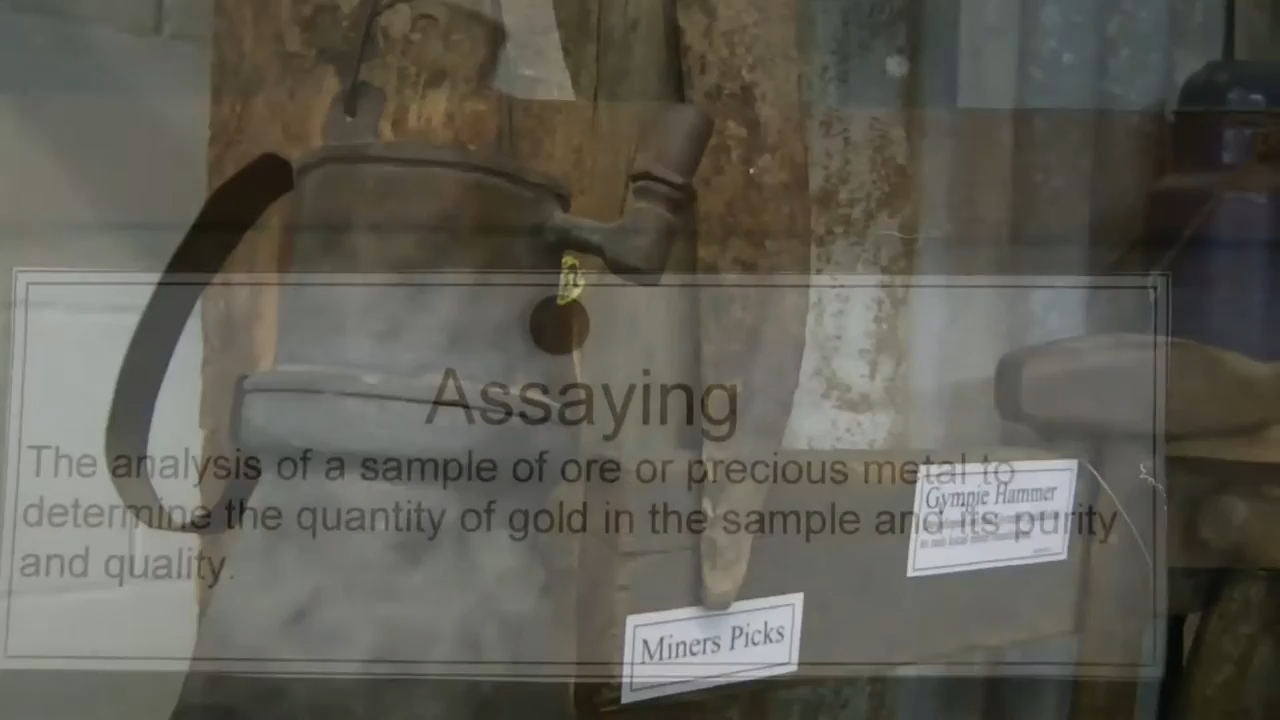 Assaying
The analysis of a sample of ore or precious metal to
determine the quantity of gold in the sample and its purity
and quality.
Gympie Hammer
Miners Picks